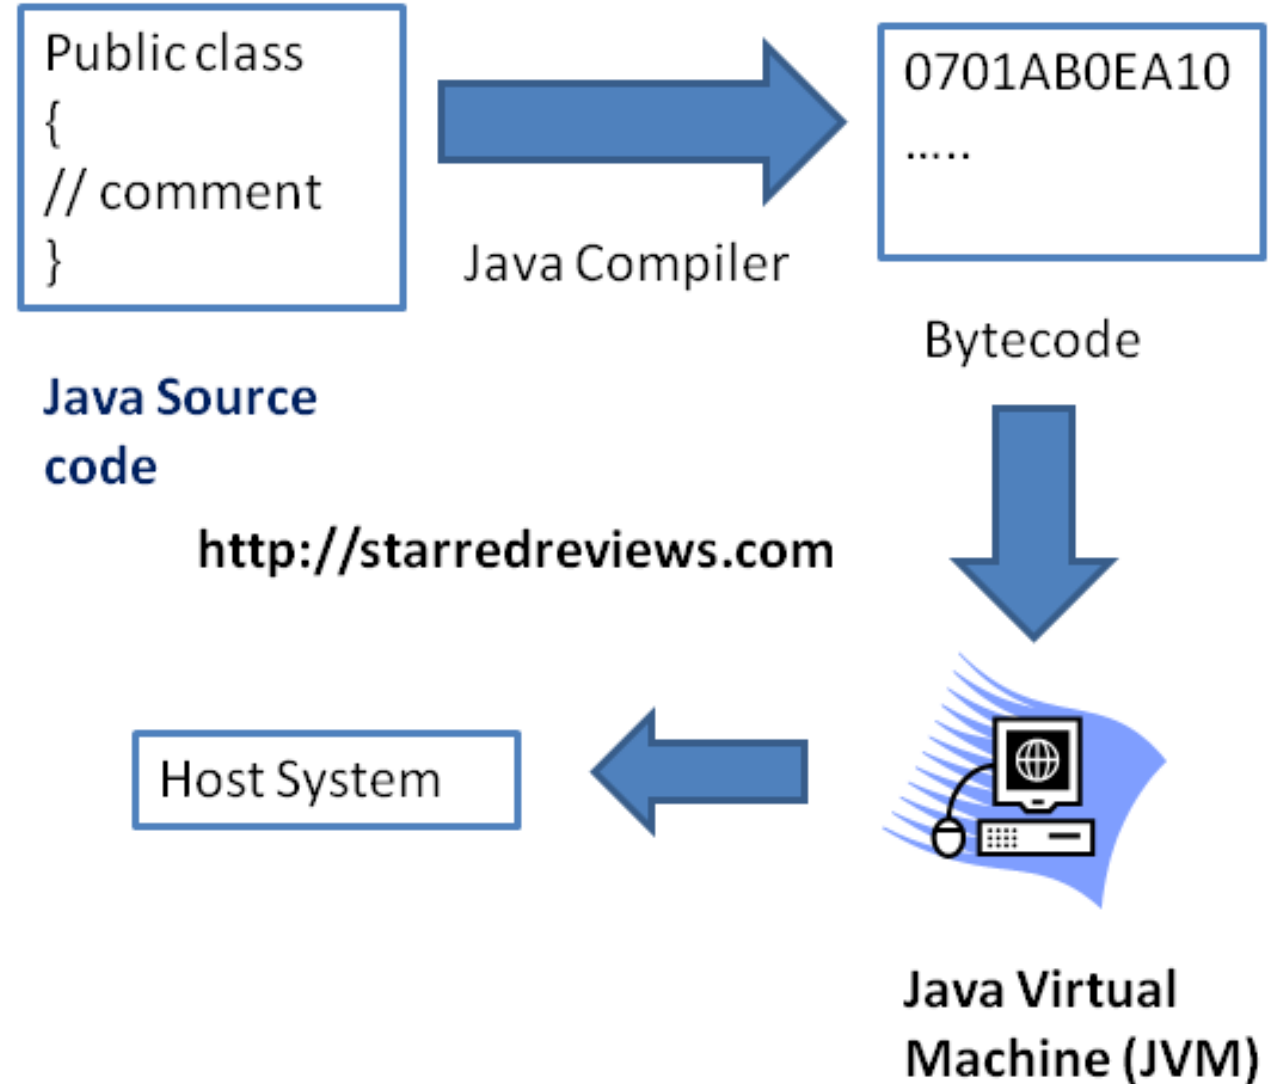 Public class
{
// comment
}
0701AB0EA10
.....
Java Compiler
Bytecode
Java Source
code
http://starredreviews.com
Host System
Java Virtual
Machine (JVM)